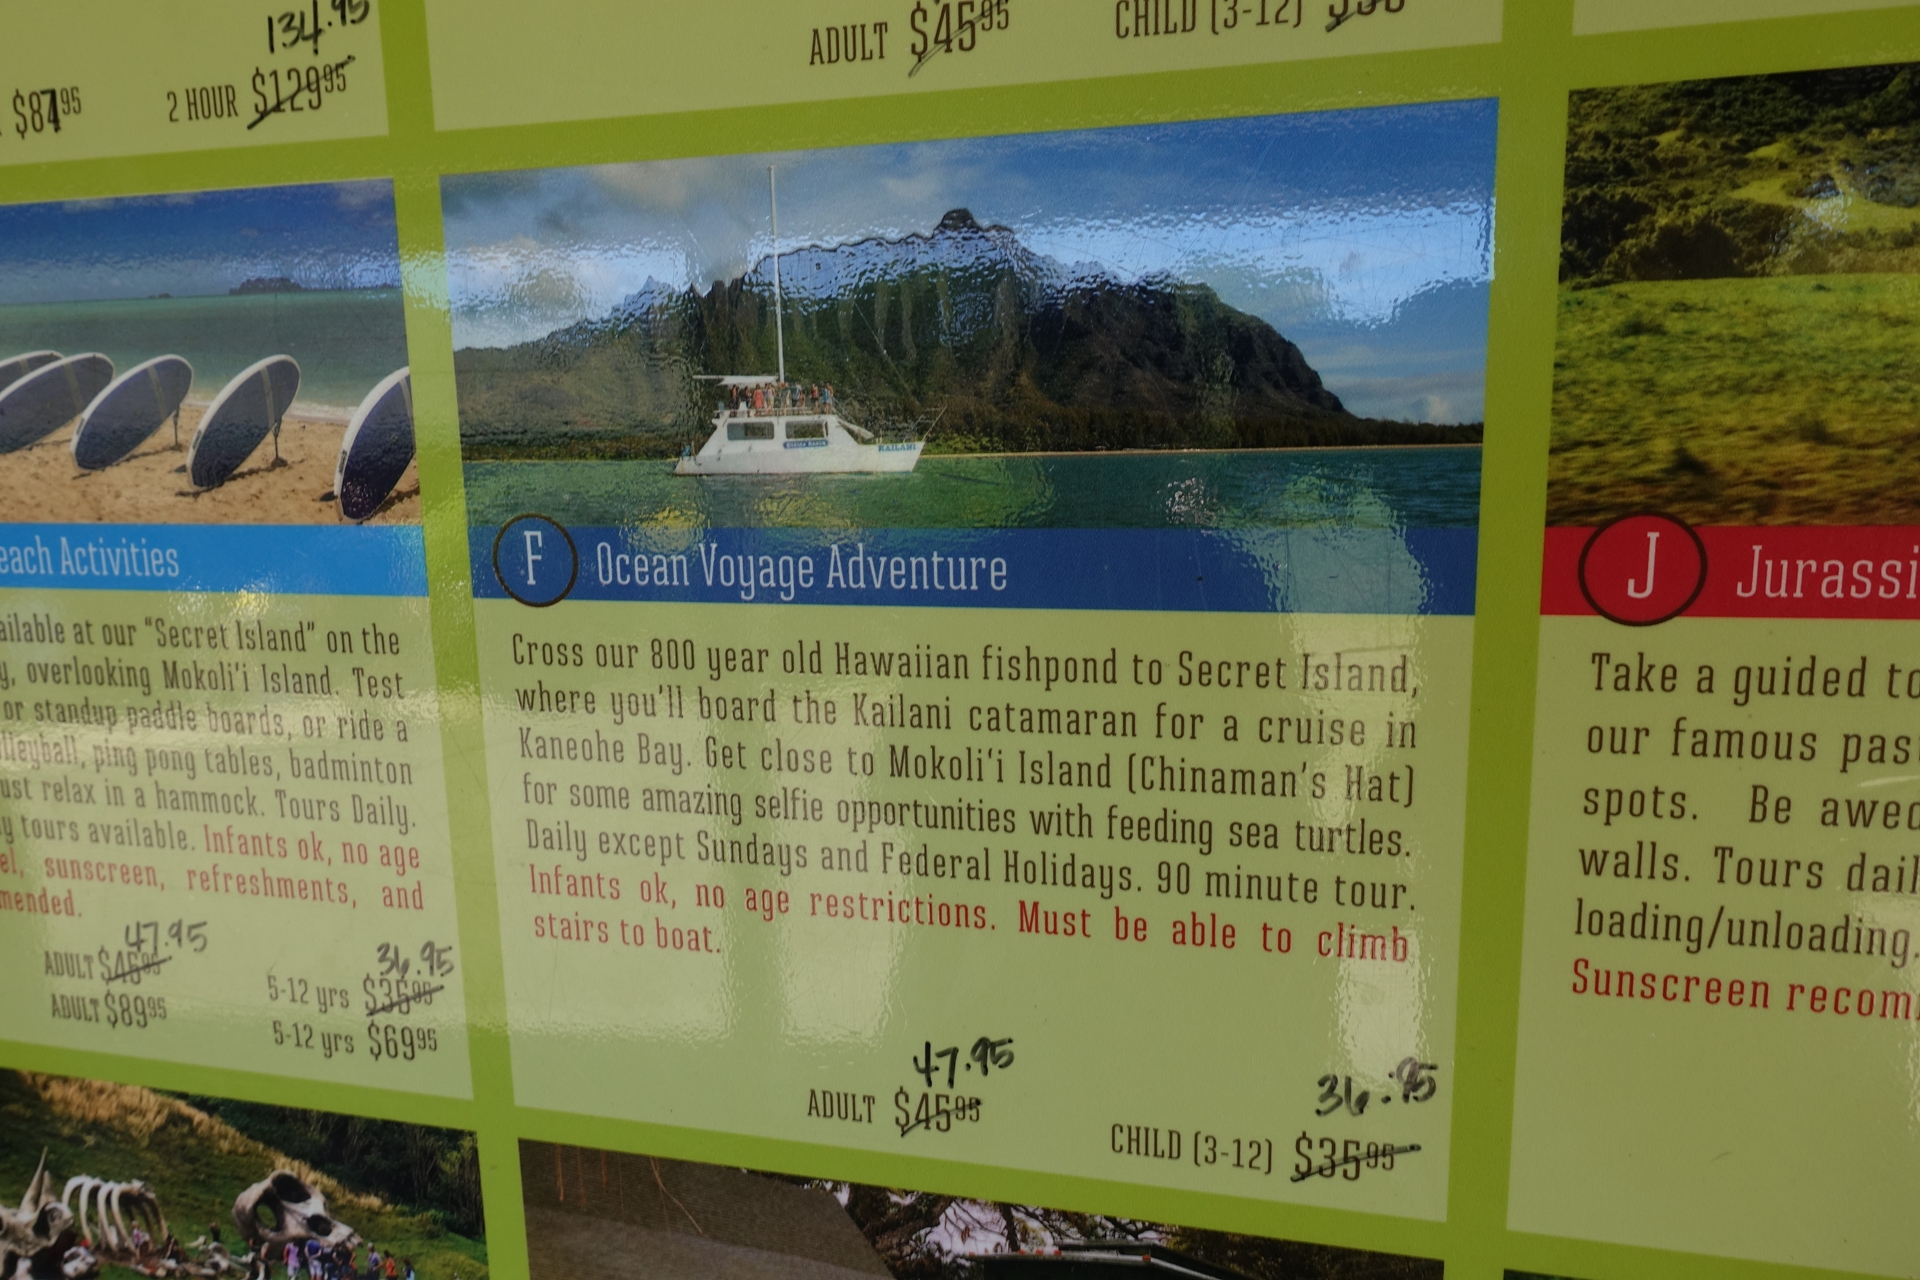 134.95
$84 7 95
2 HOUR $129.95
ADULT $45.95
CHILD (3-12)
KAILANI
each Activities
ailable at our "Secret Island" on the
y, overlooking Mokoli'i Island. Test
or standup paddle boards, or ride a
lleyball, ping pong tables, badminton
ust relax in a hammock. Tours Daily.
y tours available. Infants ok, no age
el, sunscreen, refreshments, and
mended.
47.95
ADULT $45.95
ADULT $89.95
36.95
5-12 yrs $35.95
5-12 yrs $69.95
F Ocean Voyage Adventure
Cross our 800 year old Hawaiian fishpond to Secret Island,
where you'll board the Kailani catamaran for a cruise in
Kaneohe Bay. Get close to Mokoli'i Island (Chinaman's Hat)
for some amazing selfie opportunities with feeding sea turtles.
Daily except Sundays and Federal Holidays. 90 minute tour.
Infants ok, no age restrictions. Must be able to climb
stairs to boat.
47.95
ADULT $45.95
36.95
CHILD (3-12) $35.95
J Jurassi
Take a guided to
our famous pas
spots. Be awed
walls. Tours dail
loading/unloading.
Sunscreen recom